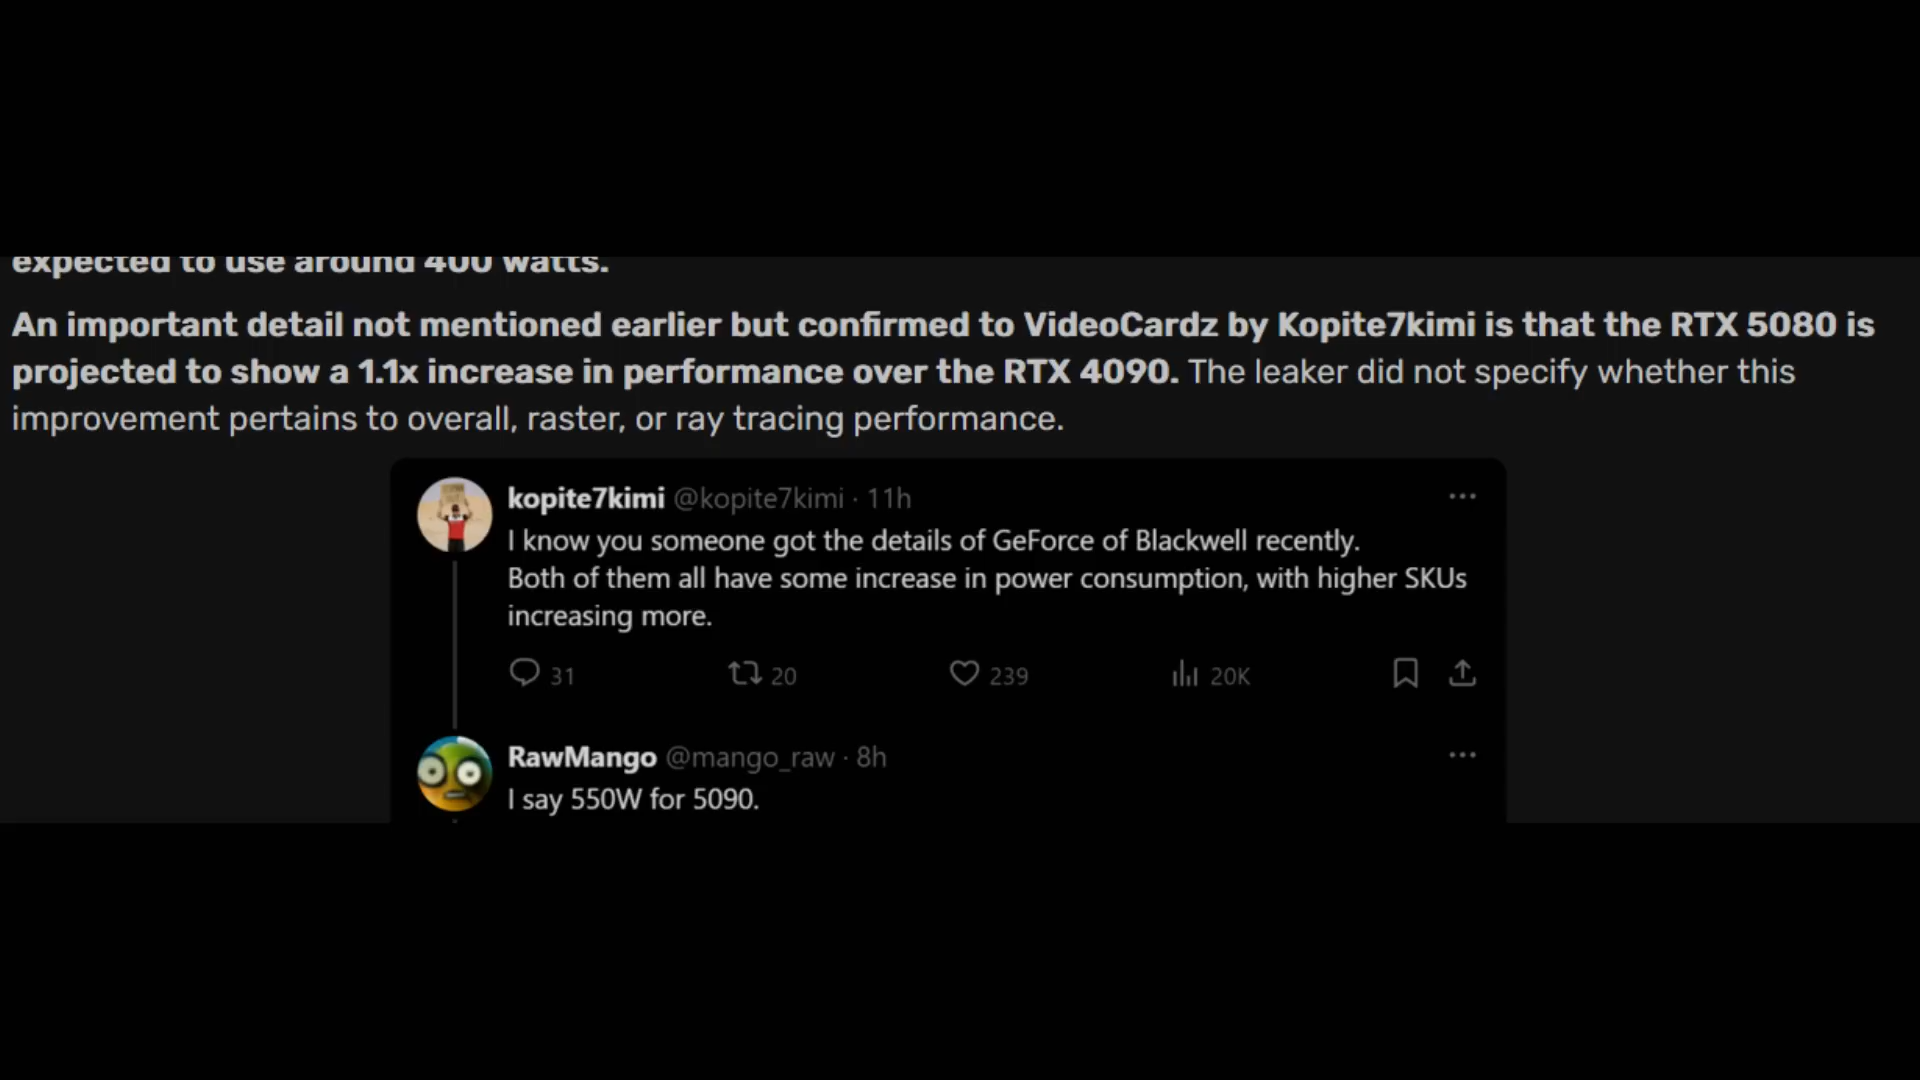 expected to use around 400 watts.
An important detail not mentioned earlier but confirmed to VideoCardz by Kopite7kimi is that the RTX 5080 is
projected to show a 1.1x increase in performance over the RTX 4090. The leaker did not specify whether this
improvement pertains to overall, raster, or ray tracing performance.
kopite7kimi @kopite7kimi · 11h
I know you someone got the details of GeForce of Blackwell recently.
Both of them all have some increase in power consumption, with higher SKUs
increasing more.
31 20 239 20K
RawMango @mango_raw · 8h
I say 550W for 5090.